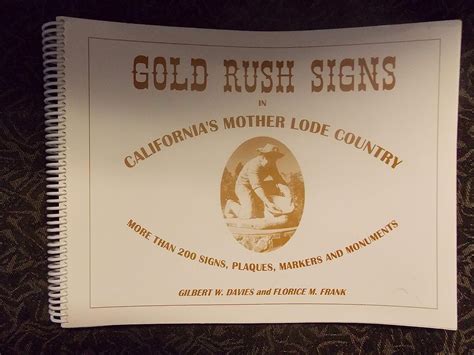 GOLD RUSH SIGNS
IN
CALIFORNIA'S MOTHER LODE COUNTRY
MORE THAN 200 SIGNS, PLAQUES, MARKERS AND MONUMENTS
GILBERT W. DAVIES and FLORICE M. FRANK